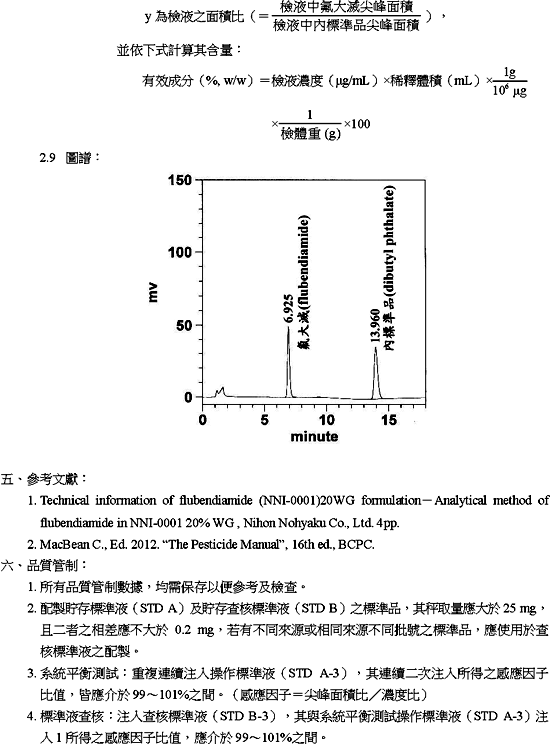 y為檢液之面積比（＝檢液中氟大滅尖峰面積／檢液中內標準品尖峰面積），
並依下式計算其含量：
有效成分（%, w/w）＝檢液濃度（μg/mL）×稀釋體積（mL）×1g／10⁶ μg
×1／檢體重 (g)×100
2.9 圖譜：
150
100
50
0
mv
6.925
氟大滅(flubendiamide)
13.960
內標準品(dibutyl phthalate)
0 5 10 15
minute
五、參考文獻：
1. Technical information of flubendiamide (NNI-0001)20WG formulation－Analytical method of
flubendiamide in NNI-0001 20% WG , Nihon Nohyaku Co., Ltd. 4pp.
2. MacBean C., Ed. 2012. “The Pesticide Manual”, 16th ed., BCPC.
六、品質管制：
1. 所有品質管制數據，均需保存以便參考及檢查。
2. 配製貯存標準液（STD A）及貯存查核標準液（STD B）之標準品，其秤取量應大於 25 mg，
且二者之相差應不大於 0.2 mg，若有不同來源或相同來源不同批號之標準品，應使用於查
核標準液之配製。
3. 系統平衡測試：重複連續注入操作標準液（STD A-3），其連續二次注入所得之感應因子
比值，皆應介於 99～101%之間。（感應因子＝尖峰面積比／濃度比）
4. 標準液查核：注入查核標準液（STD B-3），其與系統平衡測試操作標準液（STD A-3）注
入 1 所得之感應因子比值，應介於 99～101%之間。